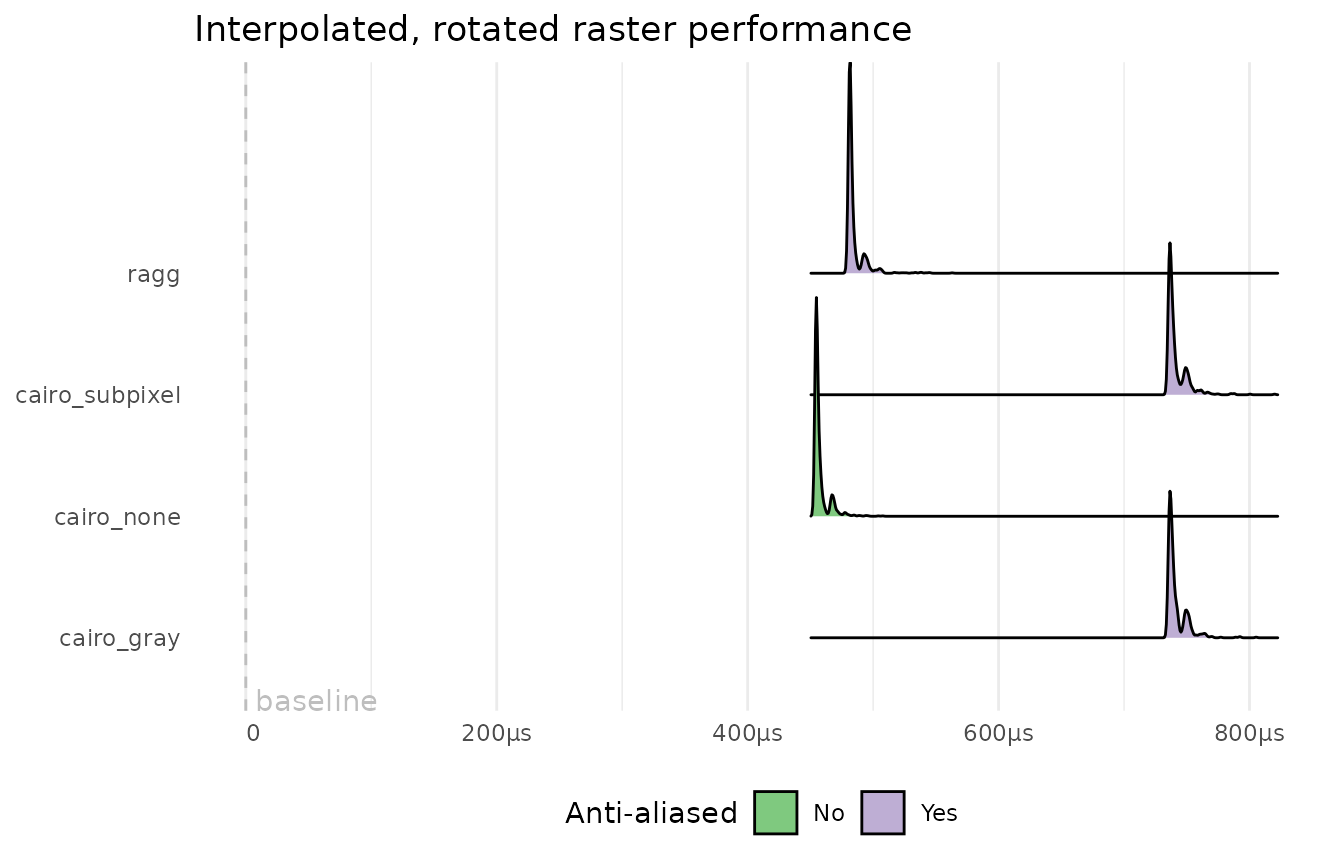 Interpolated, rotated raster performance
ragg
cairo_subpixel
cairo_none
cairo_gray
baseline
0 200µs 400µs 600µs 800µs
Anti-aliased No Yes